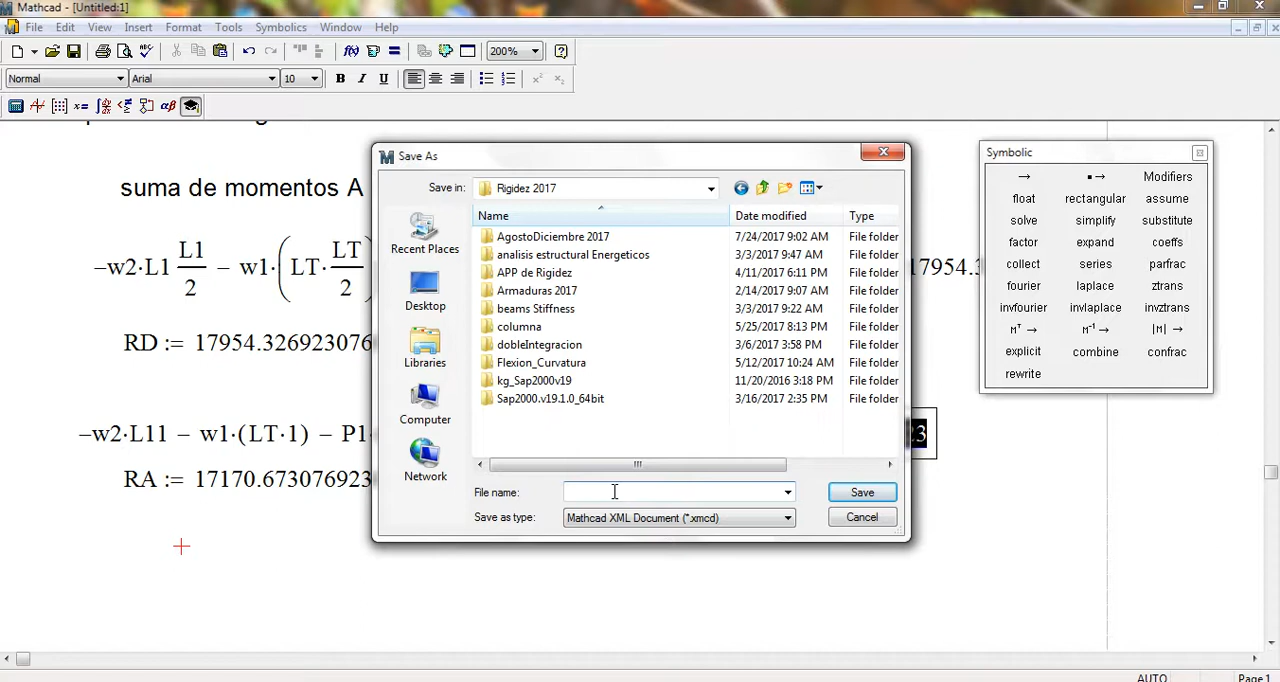 Mathcad - [Untitled:1]
File Edit View Insert Format Tools Symbolics Window Help
200%
Normal Arial 10 B I U
suma de momentos A
−w2·L1 L1/2 − w1·(LT·LT/2
17954.
RD := 17954.326923076
−w2·L11 − w1·(LT·1) − P1·
23
RA := 17170.673076923
Save As
Save in: Rigidez 2017
Recent Places
Desktop
Libraries
Computer
Network
Name Date modified Type
AgostoDiciembre 2017 7/24/2017 9:02 AM File folder
analisis estructural Energeticos 3/3/2017 9:47 AM File folder
APP de Rigidez 4/11/2017 6:11 PM File folder
Armaduras 2017 2/14/2017 9:07 AM File folder
beams Stiffness 3/3/2017 9:22 AM File folder
columna 5/25/2017 8:13 PM File folder
dobleIntegracion 3/6/2017 3:58 PM File folder
Flexion_Curvatura 5/12/2017 10:24 AM File folder
kg_Sap2000v19 11/20/2016 3:18 PM File folder
Sap2000.v19.1.0_64bit 3/16/2017 2:35 PM File folder
File name: Save
Save as type: Mathcad XML Document (*.xmcd) Cancel
Symbolic
→ ▪ → Modifiers
float rectangular assume
solve simplify substitute
factor expand coeffs
collect series parfrac
fourier laplace ztrans
invfourier invlaplace invztrans
Mᵀ → M⁻¹ → |M| →
explicit combine confrac
rewrite
AUTO Page 1